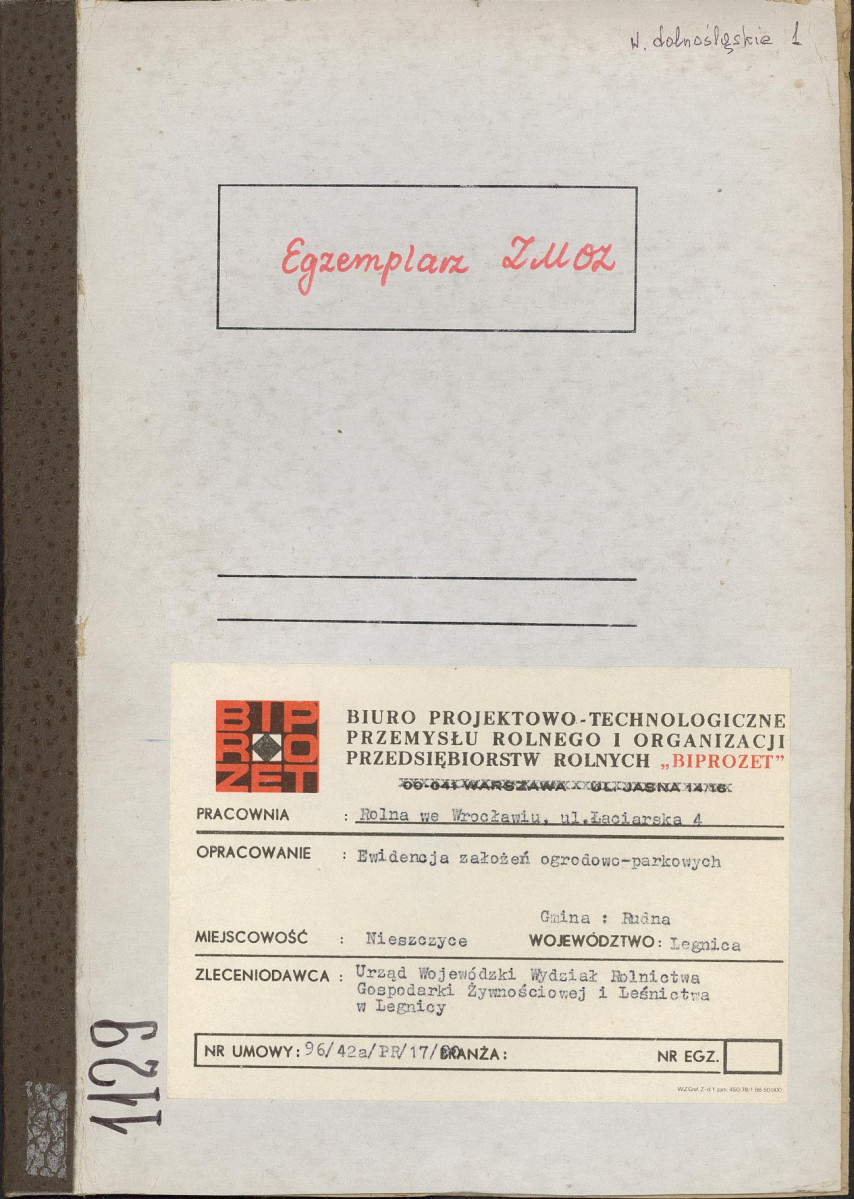 w. dolnośląskie 1
Egzemplarz ZMOZ
BIPROZET
BIURO PROJEKTOWO-TECHNOLOGICZNE
PRZEMYSŁU ROLNEGO I ORGANIZACJI
PRZEDSIĘBIORSTW ROLNYCH „BIPROZET”
00-041 WARSZAWA UL. JASNA 14/16
PRACOWNIA : Rolna we Wrocławiu, ul.Łaciarska 4
OPRACOWANIE : Ewidencja założeń ogrodowo-parkowych
Gmina : Rudna
MIEJSCOWOŚĆ : Nieszczyce WOJEWÓDZTWO: Legnica
ZLECENIODAWCA : Urząd Wojewódzki Wydział Rolnictwa
Gospodarki Żywnościowej i Leśnictwa
w Legnicy
NR UMOWY: 96/42a/PR/17/80 BRANŻA: NR EGZ.
1129